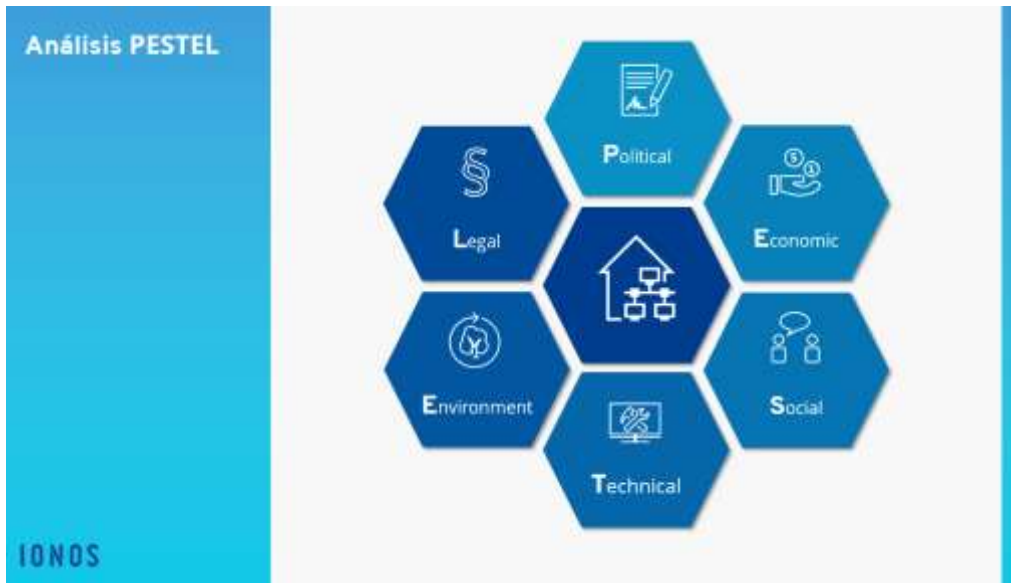 Análisis PESTEL
Political
Economic
Social
Technical
Environment
Legal
IONOS